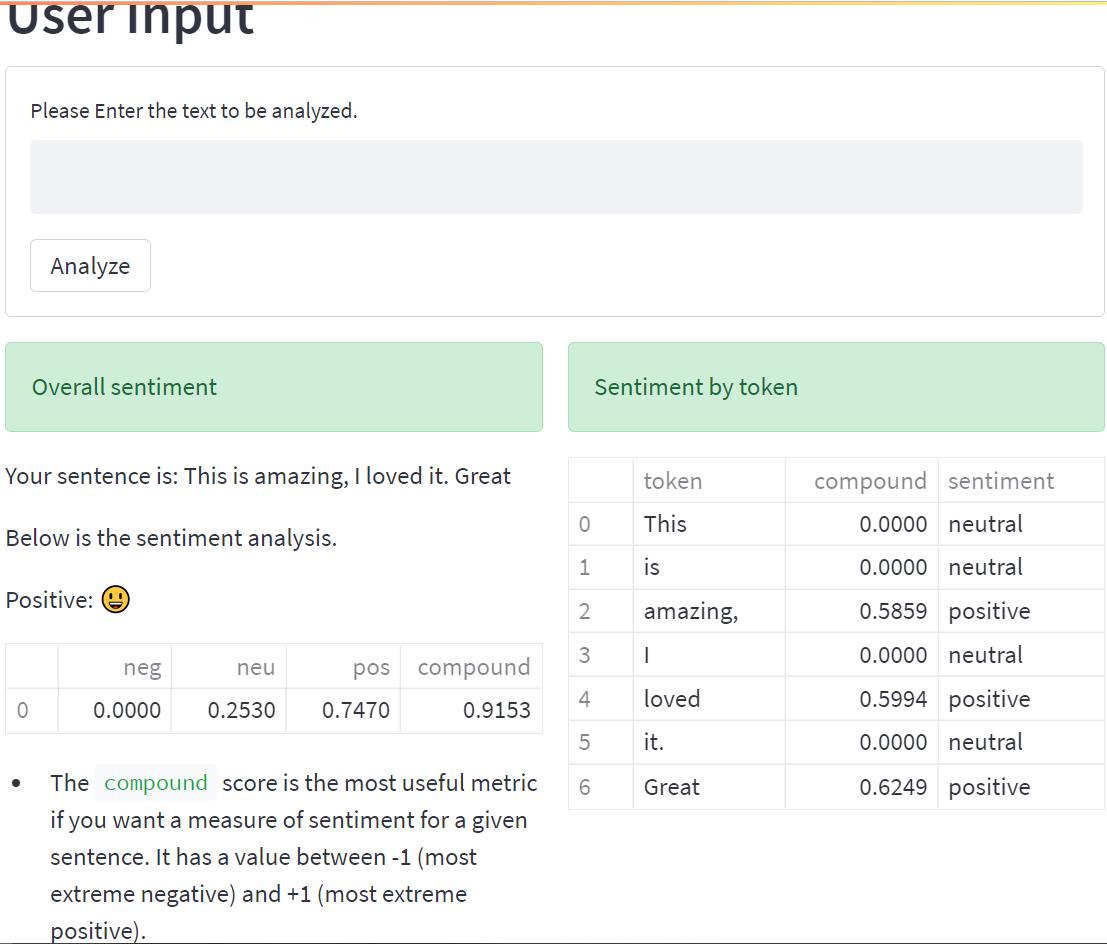 User Input
Please Enter the text to be analyzed.
Analyze
Overall sentiment
Your sentence is: This is amazing, I loved it. Great
Below is the sentiment analysis.
Positive: 😃
neg neu pos compound
0 0.0000 0.2530 0.7470 0.9153
• The compound score is the most useful metric
if you want a measure of sentiment for a given
sentence. It has a value between -1 (most
extreme negative) and +1 (most extreme
positive).
Sentiment by token
token compound sentiment
0 This 0.0000 neutral
1 is 0.0000 neutral
2 amazing, 0.5859 positive
3 I 0.0000 neutral
4 loved 0.5994 positive
5 it. 0.0000 neutral
6 Great 0.6249 positive